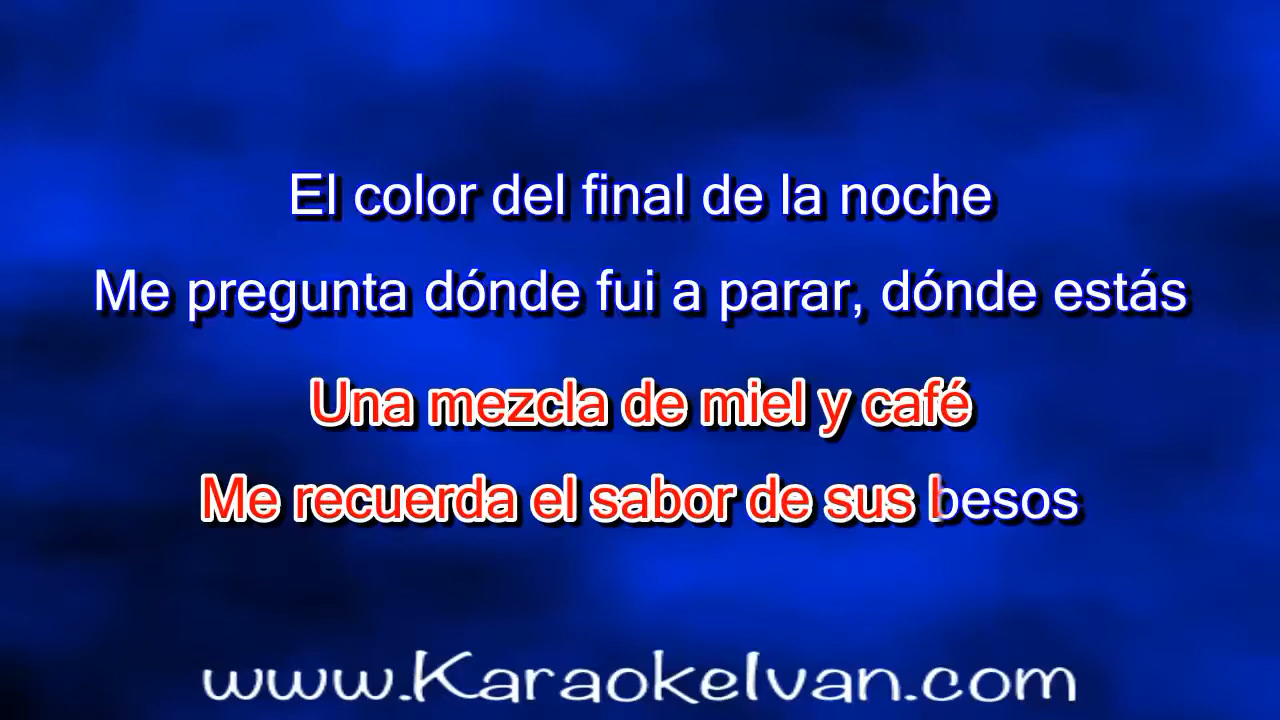 El color del final de la noche
Me pregunta dónde fui a parar, dónde estás
Una mezcla de miel y café
Me recuerda el sabor de sus besos
www.KaraokeIvan.com